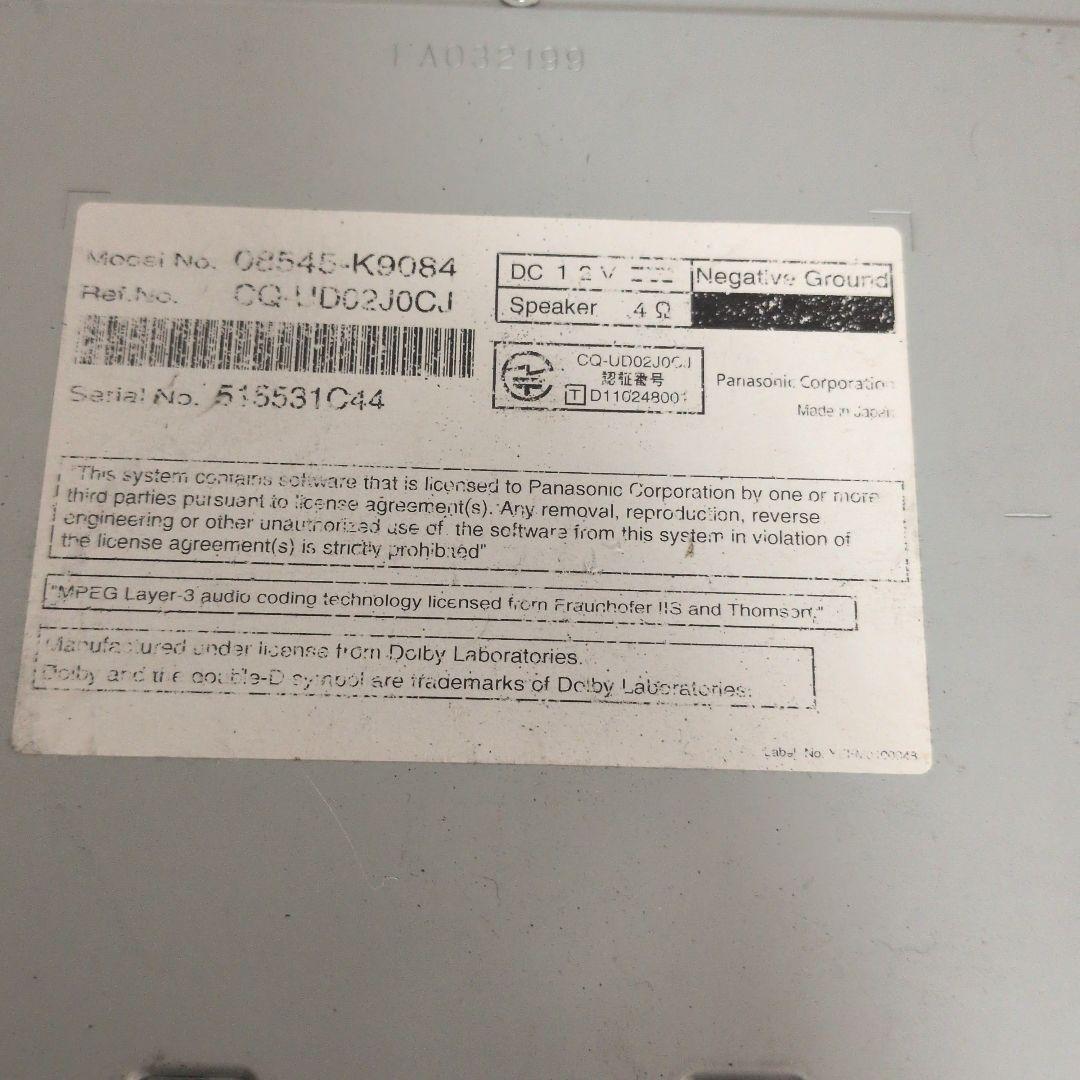 FA032199
Model No. 08545-K9084
Ref.No. CQ-UD02J0CJ
Serial No. 515531C44
DC 12V
Negative Ground
Speaker 4Ω
CQ-UD02J0CJ
認証番号
T D110248001
Panasonic Corporation
Made in Japan
"This system contains software that is licensed to Panasonic Corporation by one or more
third parties pursuant to license agreement(s). Any removal, reproduction, reverse
engineering or other unauthorized use of the software from this system in violation of
the license agreement(s) is strictly prohibited"
"MPEG Layer-3 audio coding technology licensed from Fraunhofer IIS and Thomson."
Manufactured under license from Dolby Laboratories.
Dolby and the double-D symbol are trademarks of Dolby Laboratories.
Label No.